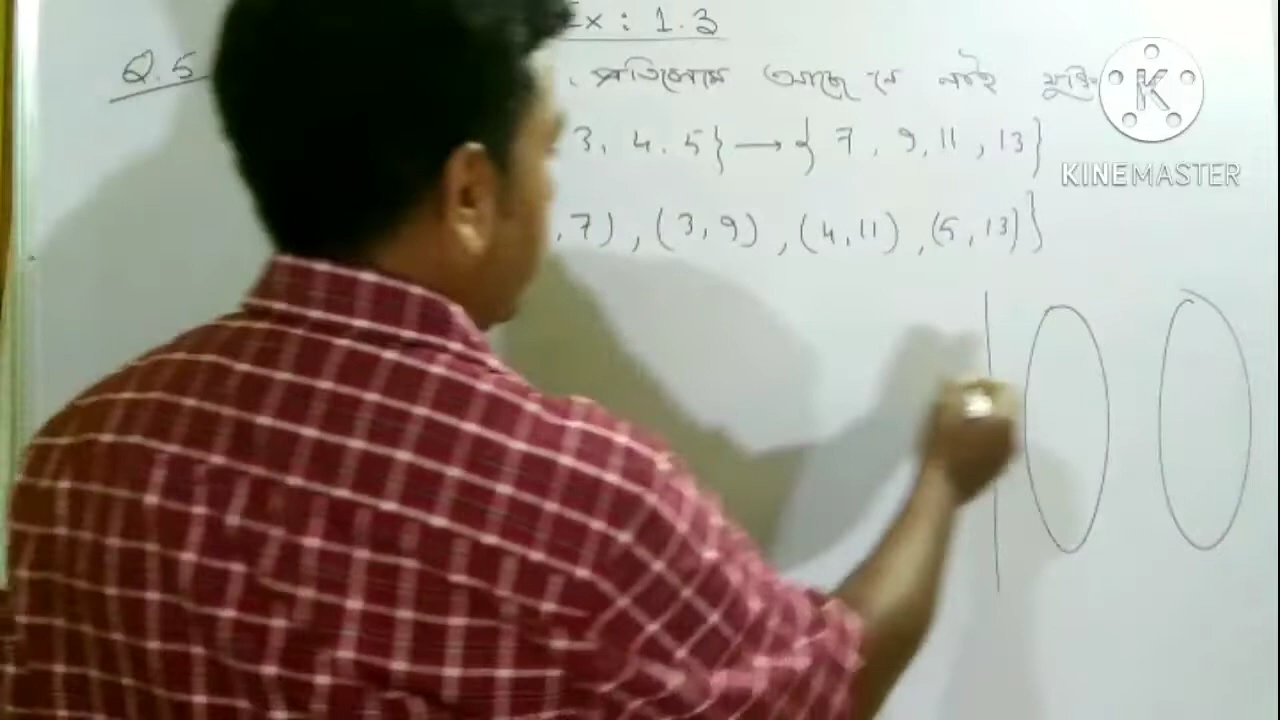 Ex : 1.3
Q.5 . প্ৰতিলোম আছে নে নাই
3, 4, 5} → { 7, 9, 11, 13}
, 7), (3, 9), (4, 11), (5, 13)}
K
KINEMASTER